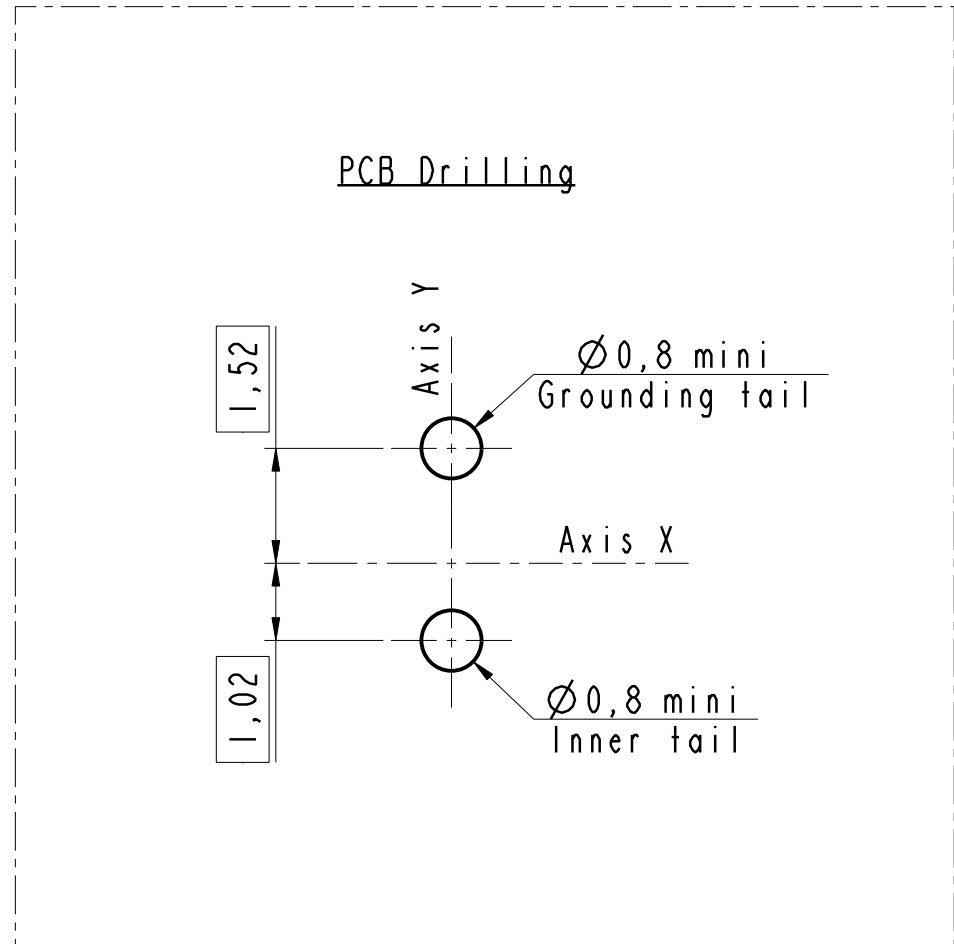 PCB Drilling
Axis Y
1,52
Ø0,8 mini
Grounding tail
Axis X
1,02
Ø0,8 mini
Inner tail